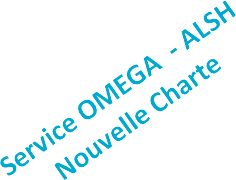 Service OMEGA - ALSH
Nouvelle Charte